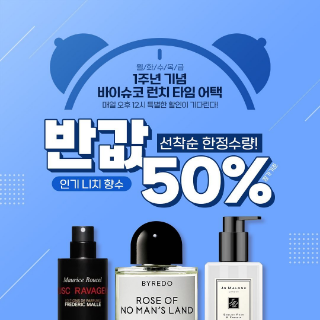 월/화/수/목/금
1주년 기념
바이슈코 런치 타임 어택
매일 오후 12시 특별한 할인이 기다린다!
반값
선착순 한정수량!
인기 니치 향수
50%
Maurice Roucel
SC RAVAGE
FREDERIC MALLE
BYREDO
ROSE OF
NO MAN'S LAND
JO MALONE